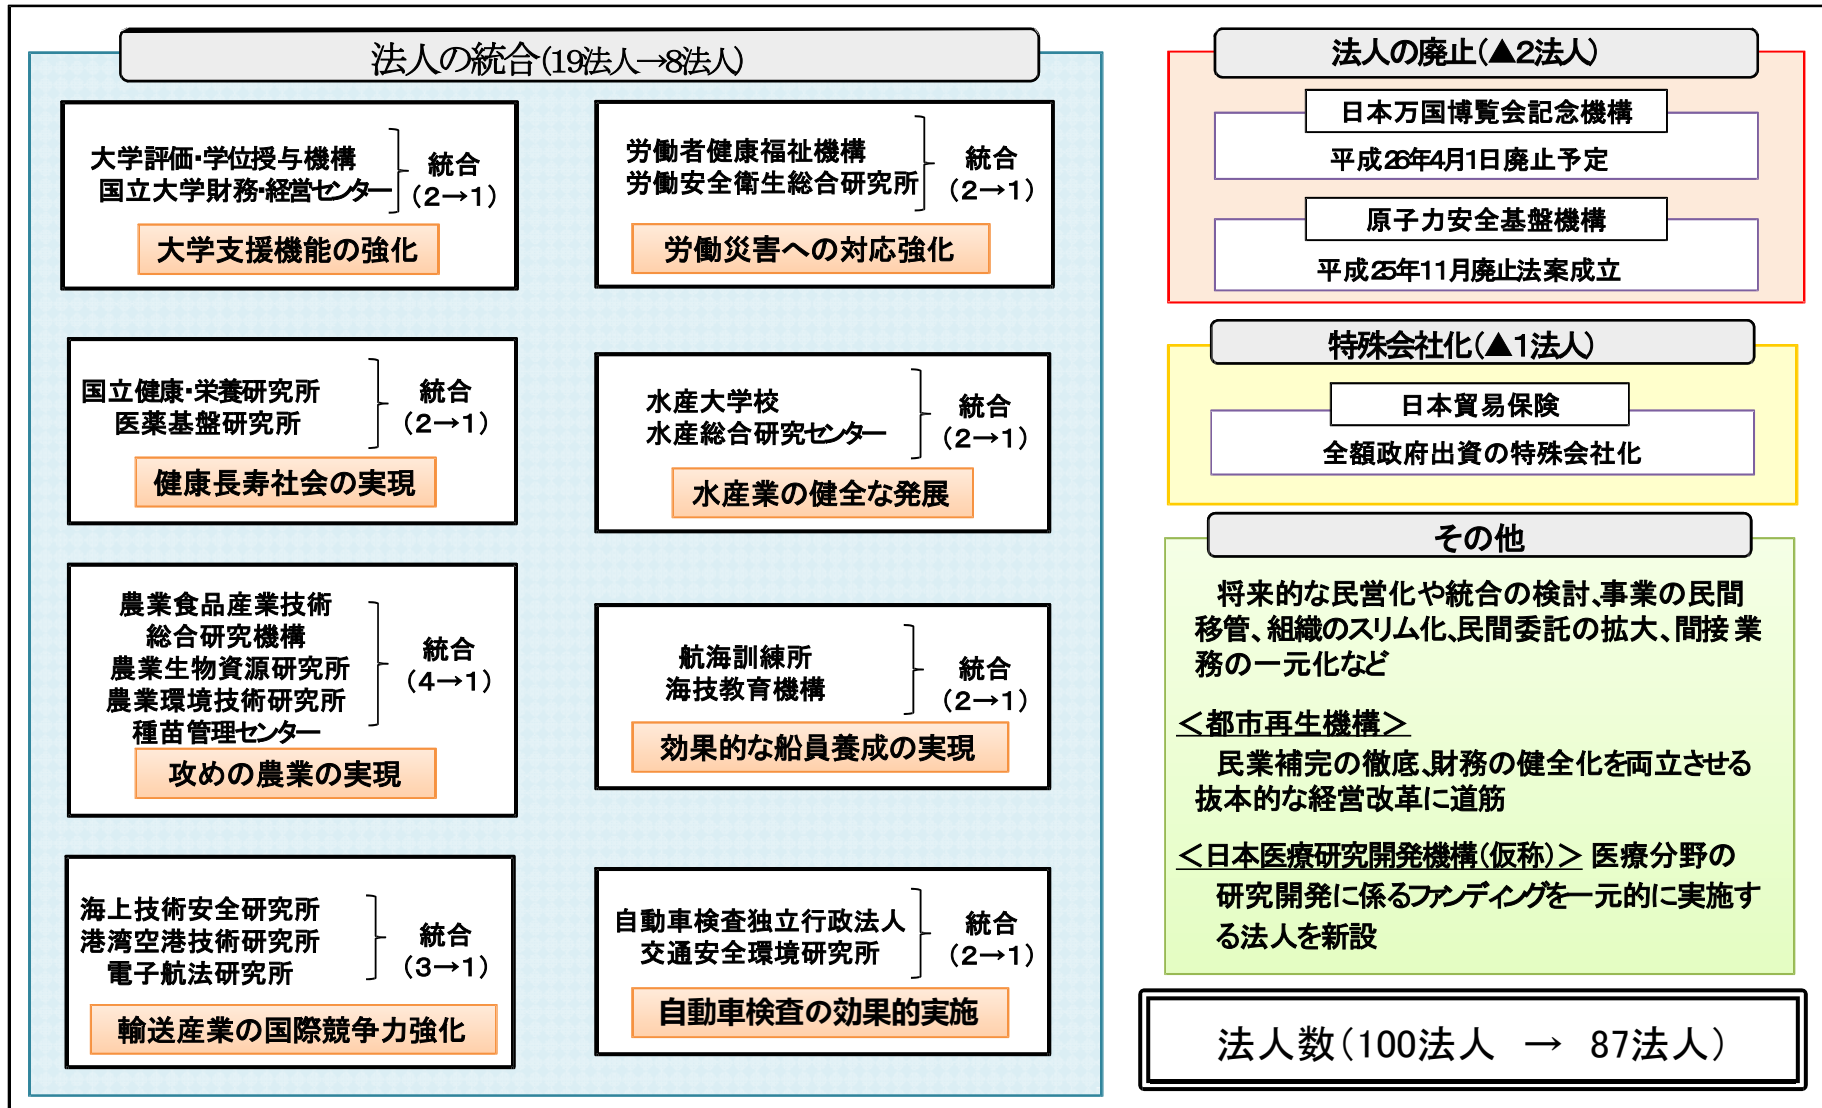 法人の統合(19法人→8法人)
大学評価・学位授与機構
国立大学財務・経営センター
統合
(2→1)
大学支援機能の強化
労働者健康福祉機構
労働安全衛生総合研究所
統合
(2→1)
労働災害への対応強化
国立健康・栄養研究所
医薬基盤研究所
統合
(2→1)
健康長寿社会の実現
水産大学校
水産総合研究センター
統合
(2→1)
水産業の健全な発展
農業食品産業技術
総合研究機構
農業生物資源研究所
農業環境技術研究所
種苗管理センター
統合
(4→1)
攻めの農業の実現
航海訓練所
海技教育機構
統合
(2→1)
効果的な船員養成の実現
海上技術安全研究所
港湾空港技術研究所
電子航法研究所
統合
(3→1)
輸送産業の国際競争力強化
自動車検査独立行政法人
交通安全環境研究所
統合
(2→1)
自動車検査の効果的実施
法人の廃止(▲2法人)
日本万国博覧会記念機構
平成26年4月1日廃止予定
原子力安全基盤機構
平成25年11月廃止法案成立
特殊会社化(▲1法人)
日本貿易保険
全額政府出資の特殊会社化
その他
将来的な民営化や統合の検討、事業の民間
移管、組織のスリム化、民間委託の拡大、間接業
務の一元化など
＜都市再生機構＞
民業補完の徹底、財務の健全化を両立させる
抜本的な経営改革に道筋
＜日本医療研究開発機構(仮称)＞ 医療分野の
研究開発に係るファンディングを一元的に実施す
る法人を新設
法人数(100法人 → 87法人)